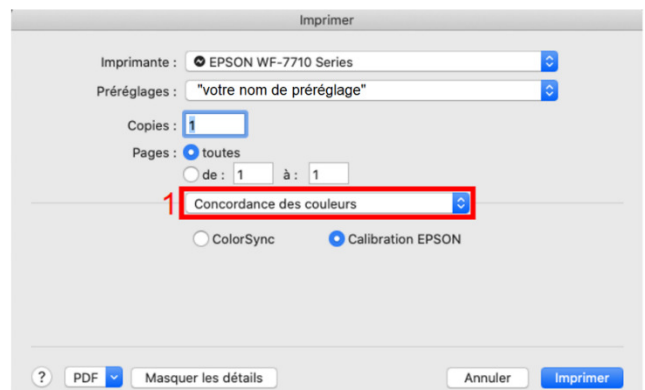 Imprimer
Imprimante : EPSON WF-7710 Series
Préréglages : "votre nom de préréglage"
Copies : 1
Pages : toutes
de : 1 à : 1
1 Concordance des couleurs
ColorSync Calibration EPSON
? PDF Masquer les détails Annuler Imprimer